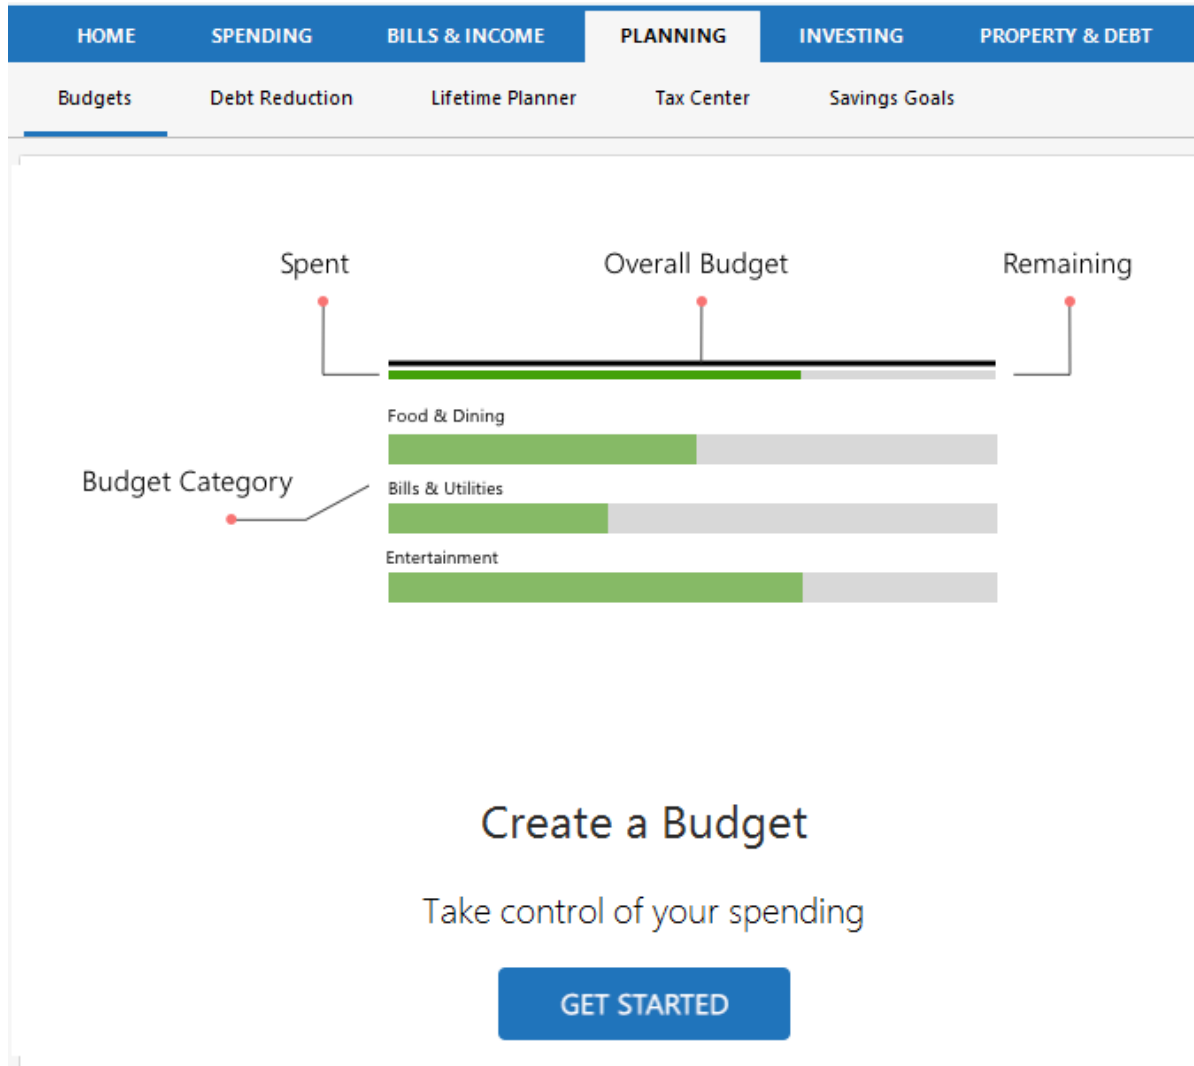 HOME SPENDING BILLS & INCOME PLANNING INVESTING PROPERTY & DEBT
Budgets Debt Reduction Lifetime Planner Tax Center Savings Goals
Spent Overall Budget Remaining
Food & Dining
Budget Category
Bills & Utilities
Entertainment
Create a Budget
Take control of your spending
GET STARTED